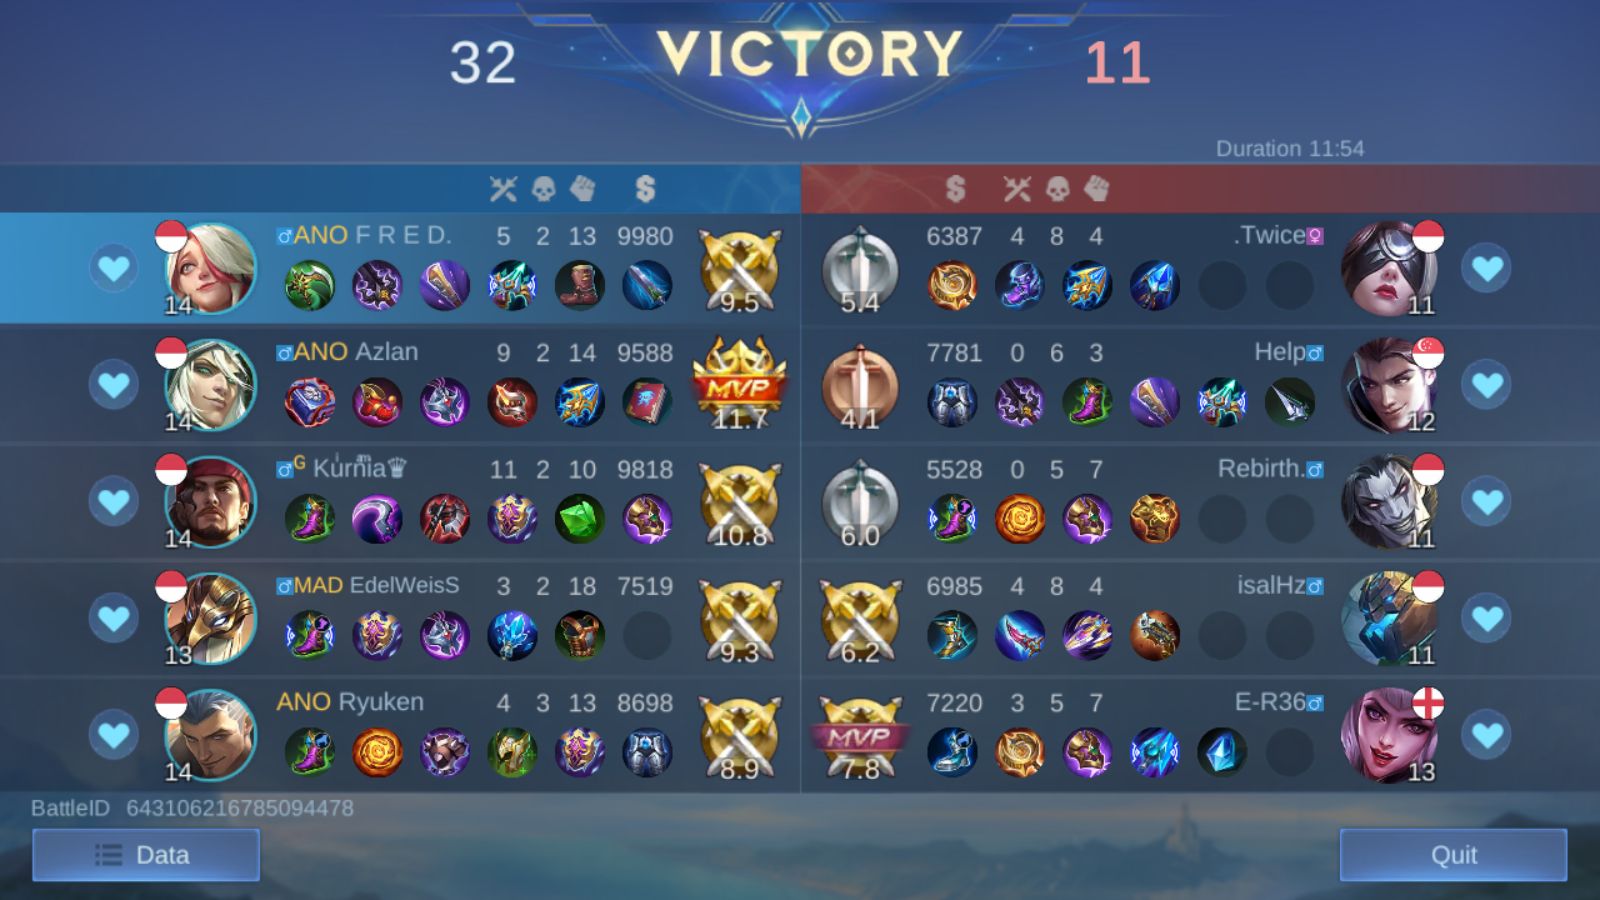 32 VICTORY 11
Duration 11:54
ANO F R E D. 5 2 13 9980 9.5
14
5.4 6387 4 8 4 .Twice
11
ANO Azlan 9 2 14 9588 MVP 11.7
14
4.1 7781 0 6 3 Help
12
G Kurnia 11 2 10 9818 10.8
14
6.0 5528 0 5 7 Rebirth.
11
MAD EdelWeisS 3 2 18 7519 9.3
13
6.2 6985 4 8 4 isalHz
11
ANO Ryuken 4 3 13 8698 8.9
14
MVP 7.8 7220 3 5 7 E-R36
13
BattleID 643106216785094478
Data
Quit